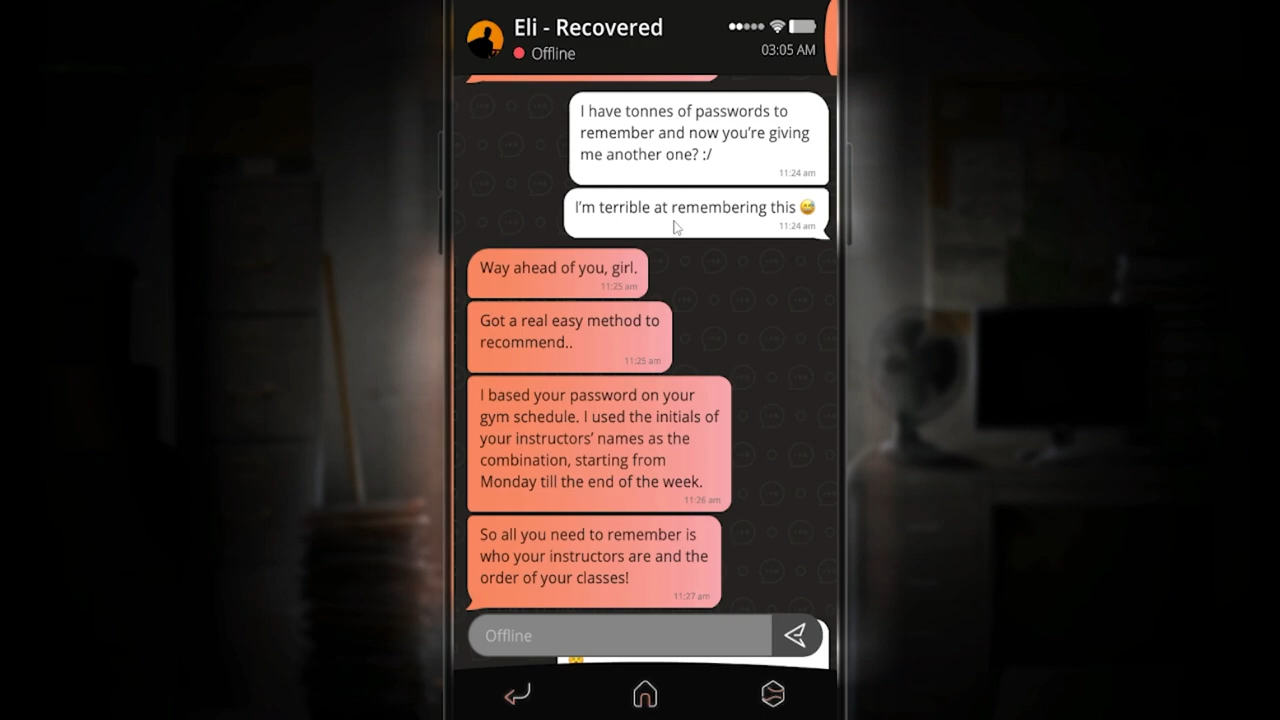 Eli - Recovered
Offline
03:05 AM
I have tonnes of passwords to
remember and now you're giving
me another one? :/
11:24 am
I'm terrible at remembering this 😅
11:24 am
Way ahead of you, girl.
11:25 am
Got a real easy method to
recommend..
11:25 am
I based your password on your
gym schedule. I used the initials of
your instructors' names as the
combination, starting from
Monday till the end of the week.
11:26 am
So all you need to remember is
who your instructors are and the
order of your classes!
11:27 am
Offline